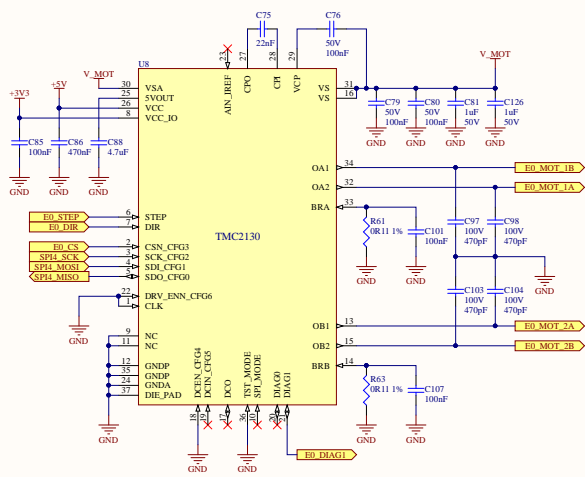 C75
C76
22nF
50V
100nF
U8
23
27
28
29
V_MOT
V_MOT
+5V
+3V3
AIN_IREF
CPO
CPI
VCP
30
VSA
25
5VOUT
26
VCC
8
VCC_IO
VS
31
VS
16
C85
100nF
C86
470nF
C88
4.7uF
C79
50V
100nF
C80
50V
100nF
C81
1uF
50V
C126
1uF
50V
GND
GND
GND
GND
GND
GND
GND
OA1
34
E0_MOT_1B
OA2
32
E0_MOT_1A
BRA
33
E0_STEP
6
STEP
E0_DIR
7
DIR
R61
0R11 1%
C101
100nF
C97
100V
470pF
C98
100V
470pF
TMC2130
E0_CS
2
CSN_CFG3
SPI4_SCK
3
SCK_CFG2
SPI4_MOSI
4
SDI_CFG1
SPI4_MISO
5
SDO_CFG0
GND
GND
GND
22
DRV_ENN_CFG6
1
CLK
C103
100V
470pF
C104
100V
470pF
GND
OB1
13
E0_MOT_2A
9
NC
11
NC
OB2
15
E0_MOT_2B
12
GNDP
35
GNDP
24
GNDA
37
DIE_PAD
BRB
14
R63
0R11 1%
C107
100nF
DCEN_CFG4
DCIN_CFG5
DCO
TST_MODE
SPI_MODE
DIAG0
DIAG1
18
19
17
36
10
20
21
GND
GND
GND
GND
GND
E0_DIAG1